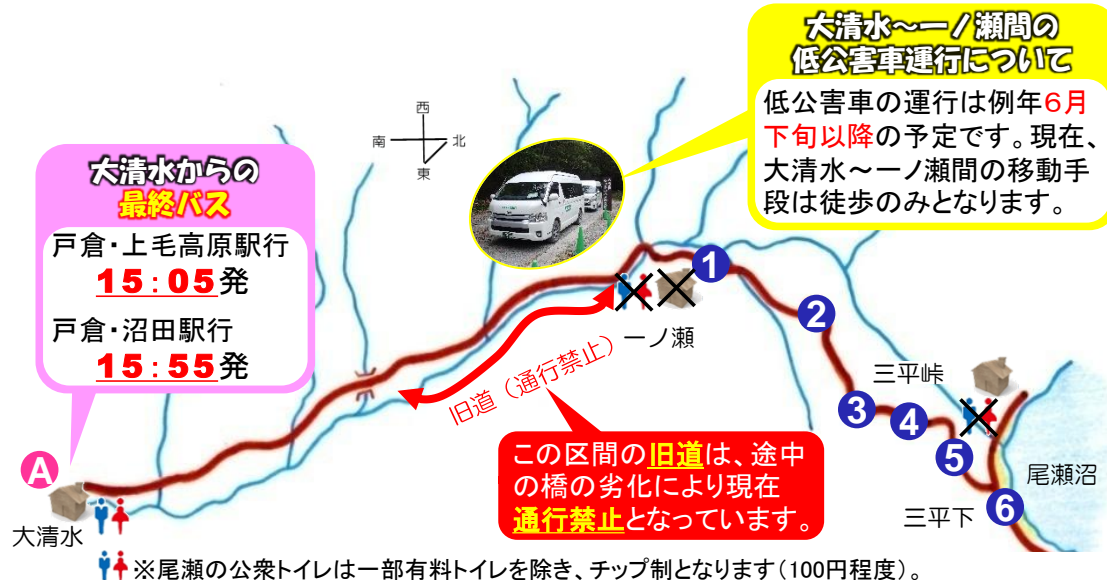 大清水～一ノ瀬間の
低公害車運行について
低公害車の運行は例年６月
下旬以降の予定です。現在、
大清水～一ノ瀬間の移動手
段は徒歩のみとなります。
西
南
北
東
大清水からの
最終バス
戸倉・上毛高原駅行
15：05発
戸倉・沼田駅行
15：55発
1
2
一ノ瀬
旧道（通行禁止）
三平峠
3
4
5
6
尾瀬沼
三平下
この区間の旧道は、途中
の橋の劣化により現在
通行禁止となっています。
A
大清水
※尾瀬の公衆トイレは一部有料トイレを除き、チップ制となります（100円程度）。